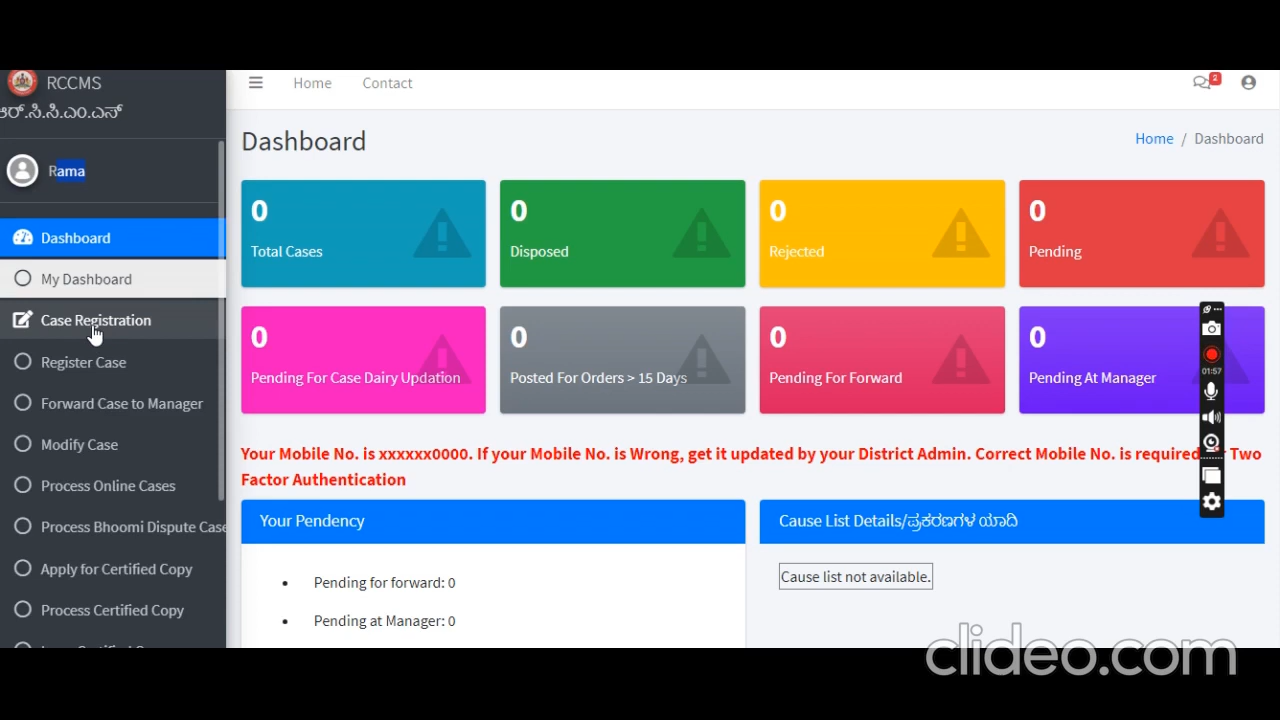 RCCMS
Home
Contact
2
ಆರ್.ಸಿ.ಸಿ.ಎಂ.ಎಸ್
Dashboard
Home / Dashboard
Rama
Dashboard
My Dashboard
Case Registration
Register Case
Forward Case to Manager
Modify Case
Process Online Cases
Process Bhoomi Dispute Case
Apply for Certified Copy
Process Certified Copy
0
Total Cases
0
Disposed
0
Rejected
0
Pending
0
Pending For Case Dairy Updation
0
Posted For Orders > 15 Days
0
Pending For Forward
0
Pending At Manager
01:57
Your Mobile No. is xxxxxx0000. If your Mobile No. is Wrong, get it updated by your District Admin. Correct Mobile No. is required Two
Factor Authentication
Your Pendency
Pending for forward: 0
Pending at Manager: 0
Cause List Details/ಪ್ರಕರಣಗಳ ಯಾದಿ
Cause list not available.
clideo.com